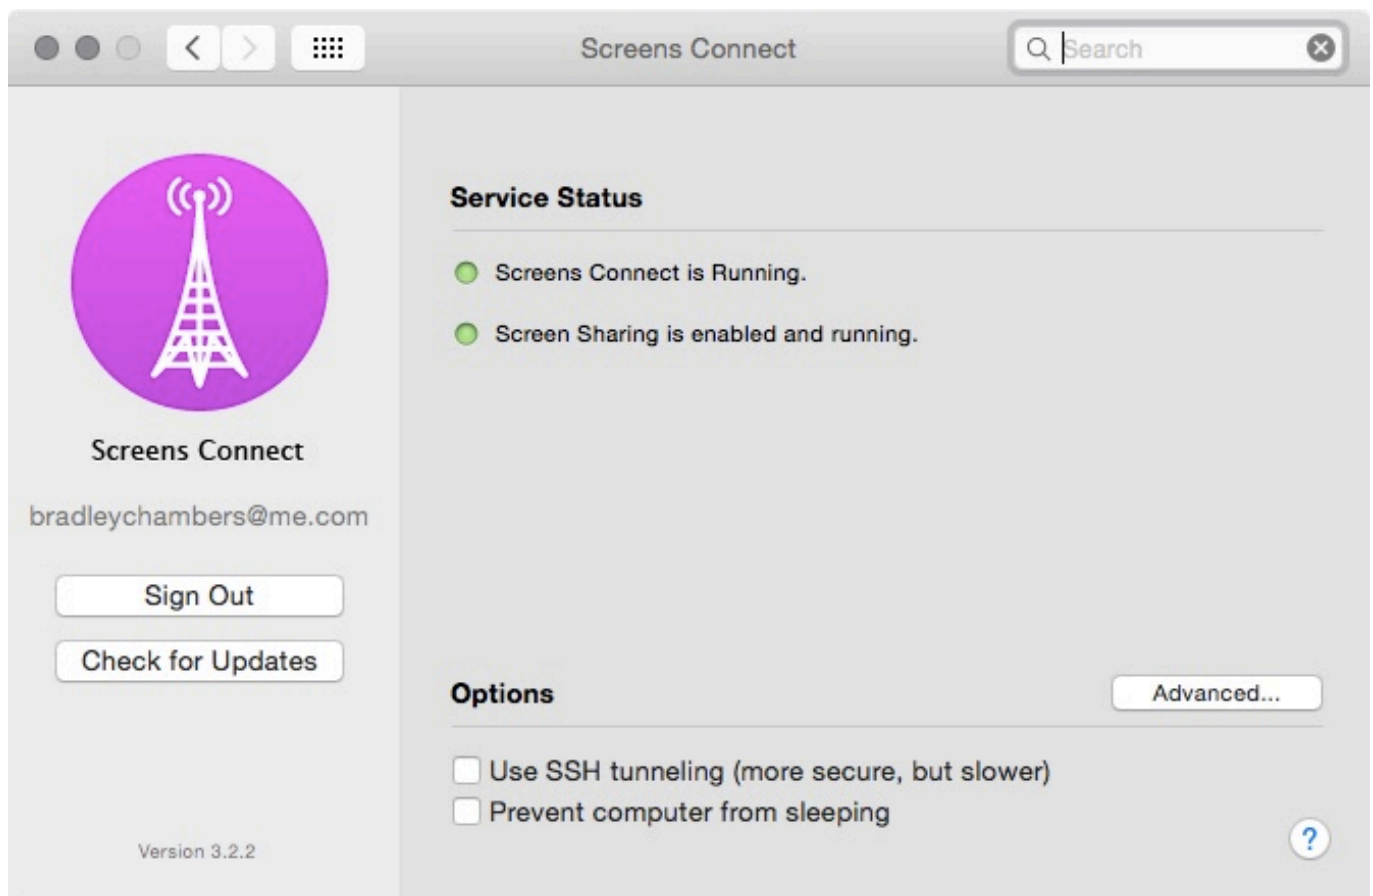 Screens Connect
Search
Screens Connect
bradleychambers@me.com
Sign Out
Check for Updates
Version 3.2.2
Service Status
Screens Connect is Running.
Screen Sharing is enabled and running.
Options
Advanced...
Use SSH tunneling (more secure, but slower)
Prevent computer from sleeping
?